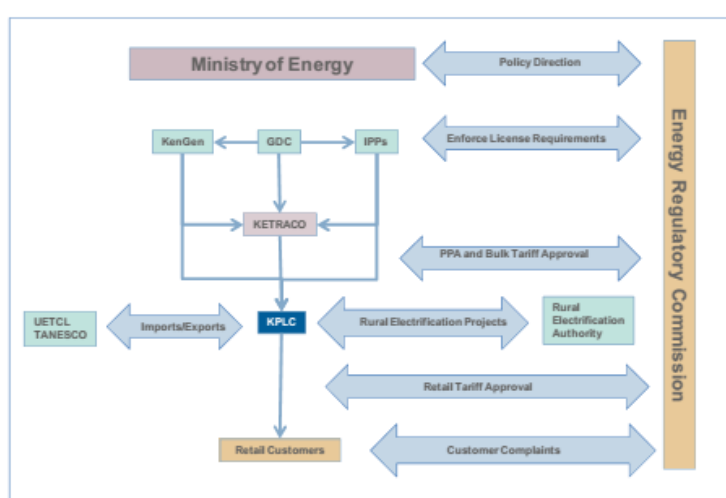 Ministry of Energy
Policy Direction
KenGen
GDC
IPPs
Enforce License Requirements
KETRACO
PPA and Bulk Tariff Approval
UETCL
TANESCO
Imports/Exports
KPLC
Rural Electrification Projects
Rural
Electrification
Authority
Retail Tariff Approval
Retail Customers
Customer Complaints
Energy Regulatory Commission